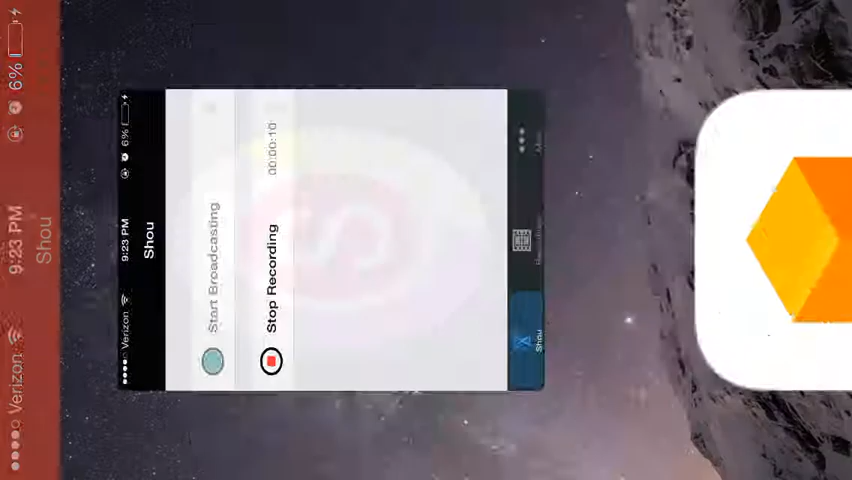 Verizon 9:23 PM 6%
Shou
Verizon 9:23 PM 6%
Shou
Start Broadcasting
Stop Recording 00:00:10
Shou